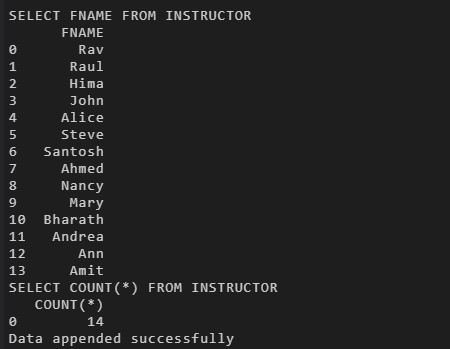 SELECT FNAME FROM INSTRUCTOR
FNAME
0 Rav
1 Raul
2 Hima
3 John
4 Alice
5 Steve
6 Santosh
7 Ahmed
8 Nancy
9 Mary
10 Bharath
11 Andrea
12 Ann
13 Amit
SELECT COUNT(*) FROM INSTRUCTOR
COUNT(*)
0 14
Data appended successfully